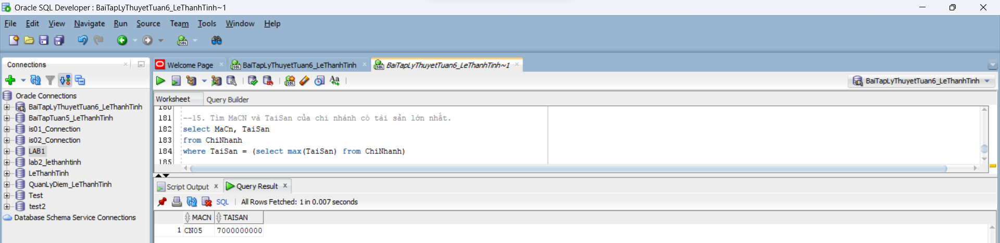 Oracle SQL Developer : BaiTapLyThuyetTuan6_LeThanhTinh~1
File Edit View Navigate Run Source Team Tools Window Help
Connections
Oracle Connections
BaiTapLyThuyetTuan6_LeThanhTinh
BaiTapTuan5_LeThanhTinh
is01_Connection
is02_Connection
LAB1
lab2_lethanhtinh
LeThanhTinh
QuanLyDiem_LeThanhTinh
Test
test2
Database Schema Service Connections
Welcome Page BaiTapLyThuyetTuan6_LeThanhTinh BaiTapLyThuyetTuan6_LeThanhTinh~1
BaiTapLyThuyetTuan6_LeThanhTinh
Worksheet Query Builder
180
181 --15. Tìm MaCN và TaiSan của chi nhánh có tài sản lớn nhất.
182 select MaCn, TaiSan
183 from ChiNhanh
184 where TaiSan = (select max(TaiSan) from ChiNhanh)
185
Script Output x Query Result x
SQL | All Rows Fetched: 1 in 0.007 seconds
MACN TAISAN
1 CN05 7000000000